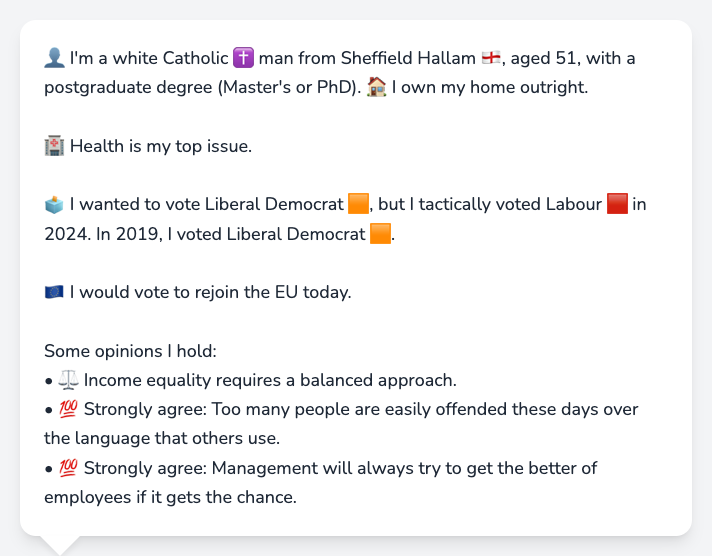 👤 I'm a white Catholic ✝️ man from Sheffield Hallam 🏴󠁧󠁢󠁥󠁮󠁧󠁿, aged 51, with a
postgraduate degree (Master's or PhD). 🏠 I own my home outright.
🏥 Health is my top issue.
🗳️ I wanted to vote Liberal Democrat 🟧, but I tactically voted Labour 🟥 in
2024. In 2019, I voted Liberal Democrat 🟧.
🇪🇺 I would vote to rejoin the EU today.
Some opinions I hold:
• ⚖️ Income equality requires a balanced approach.
• 💯 Strongly agree: Too many people are easily offended these days over
the language that others use.
• 💯 Strongly agree: Management will always try to get the better of
employees if it gets the chance.